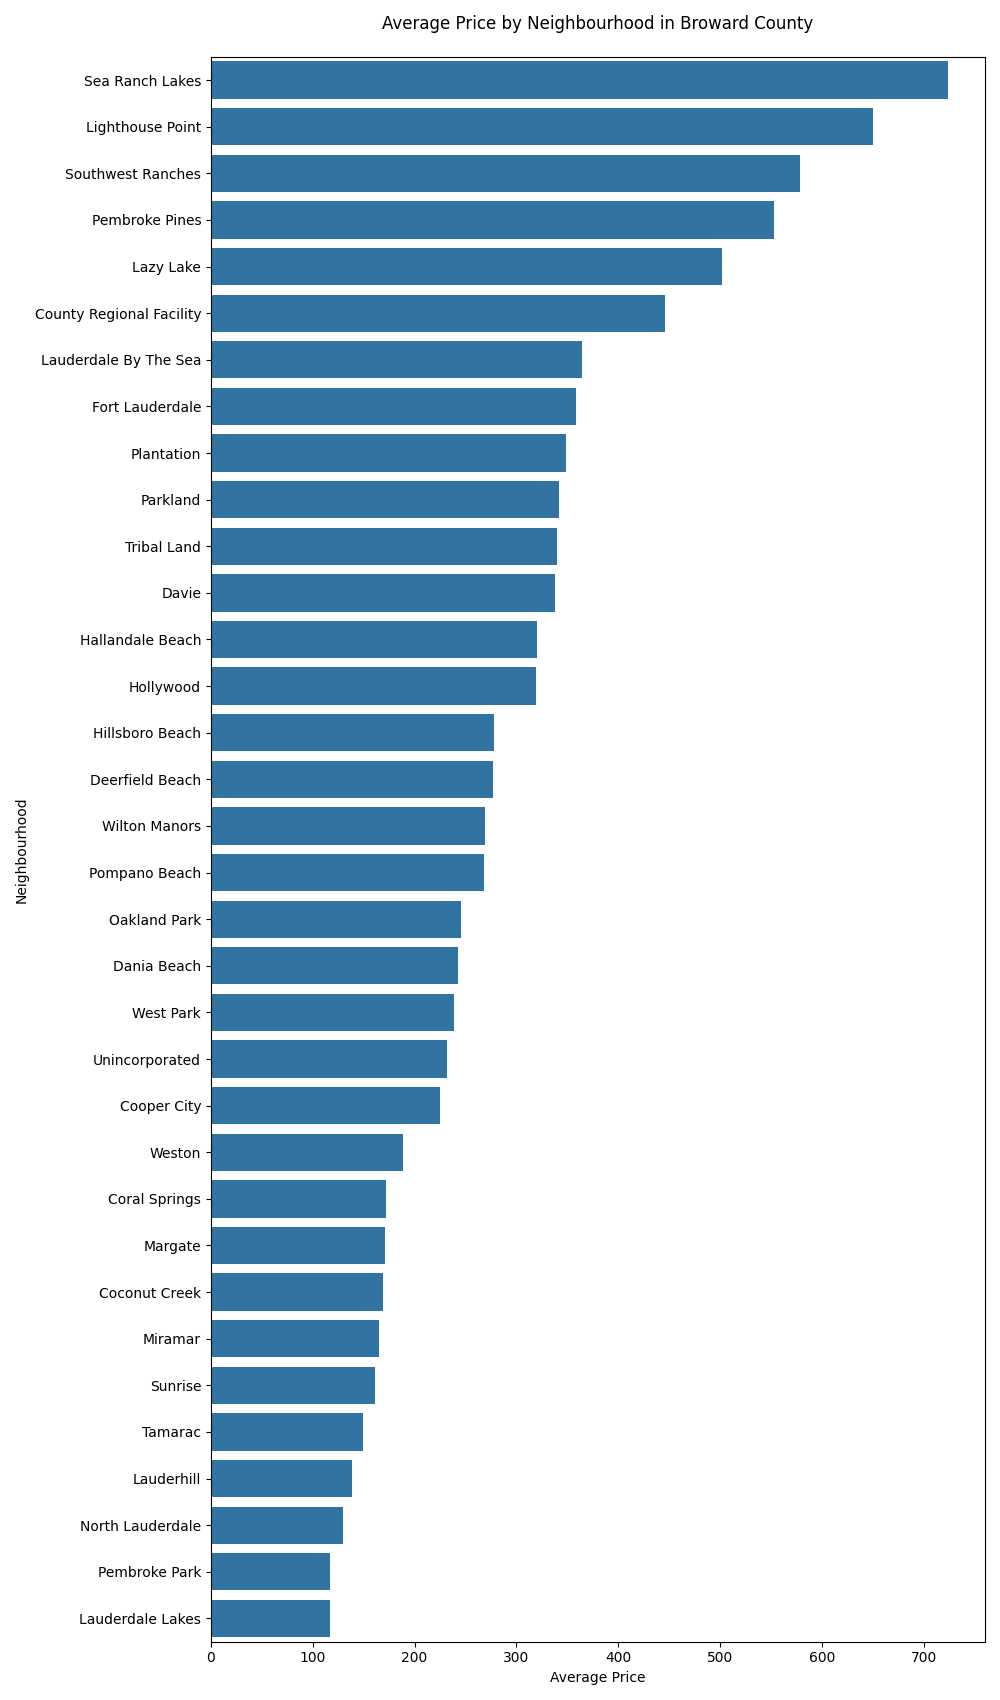 Average Price by Neighbourhood in Broward County
Sea Ranch Lakes
Lighthouse Point
Southwest Ranches
Pembroke Pines
Lazy Lake
County Regional Facility
Lauderdale By The Sea
Fort Lauderdale
Plantation
Parkland
Tribal Land
Davie
Hallandale Beach
Hollywood
Hillsboro Beach
Deerfield Beach
Wilton Manors
Pompano Beach
Oakland Park
Dania Beach
West Park
Unincorporated
Cooper City
Weston
Coral Springs
Margate
Coconut Creek
Miramar
Sunrise
Tamarac
Lauderhill
North Lauderdale
Pembroke Park
Lauderdale Lakes
Neighbourhood
0 100 200 300 400 500 600 700
Average Price